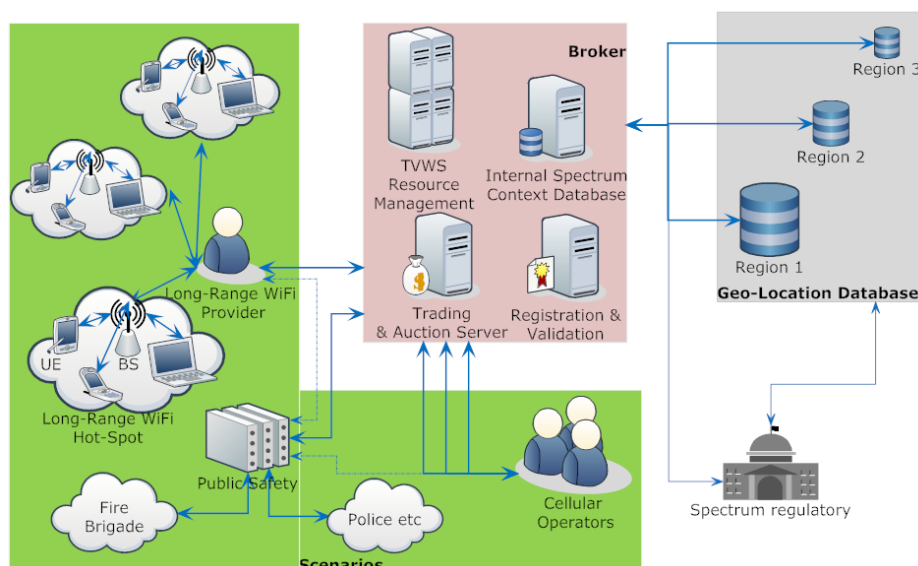 Broker
TVWS
Resource
Management
Internal Spectrum
Context Database
Trading
& Auction Server
Registration &
Validation
Region 3
Region 2
Region 1
Geo-Location Database
Long-Range WiFi
Provider
UE
BS
Long-Range WiFi
Hot-Spot
Public Safety
Fire
Brigade
Police etc
Cellular
Operators
Spectrum regulatory
Scenarios